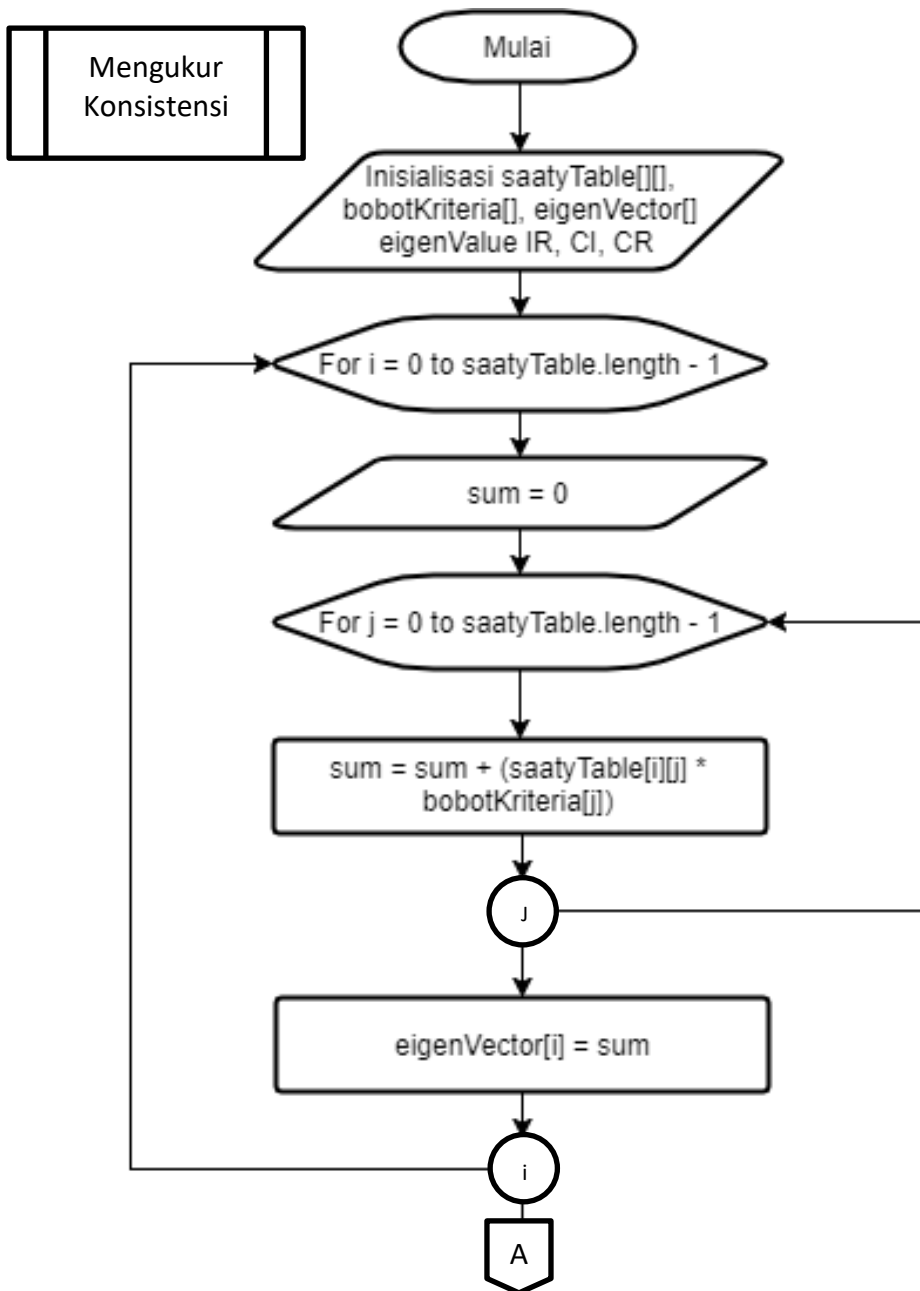 Mengukur
Konsistensi
Mulai
Inisialisasi saatyTable[][],
bobotKriteria[], eigenVector[]
eigenValue IR, CI, CR
For i = 0 to saatyTable.length - 1
sum = 0
For j = 0 to saatyTable.length - 1
sum = sum + (saatyTable[i][j] *
bobotKriteria[j])
J
eigenVector[i] = sum
i
A